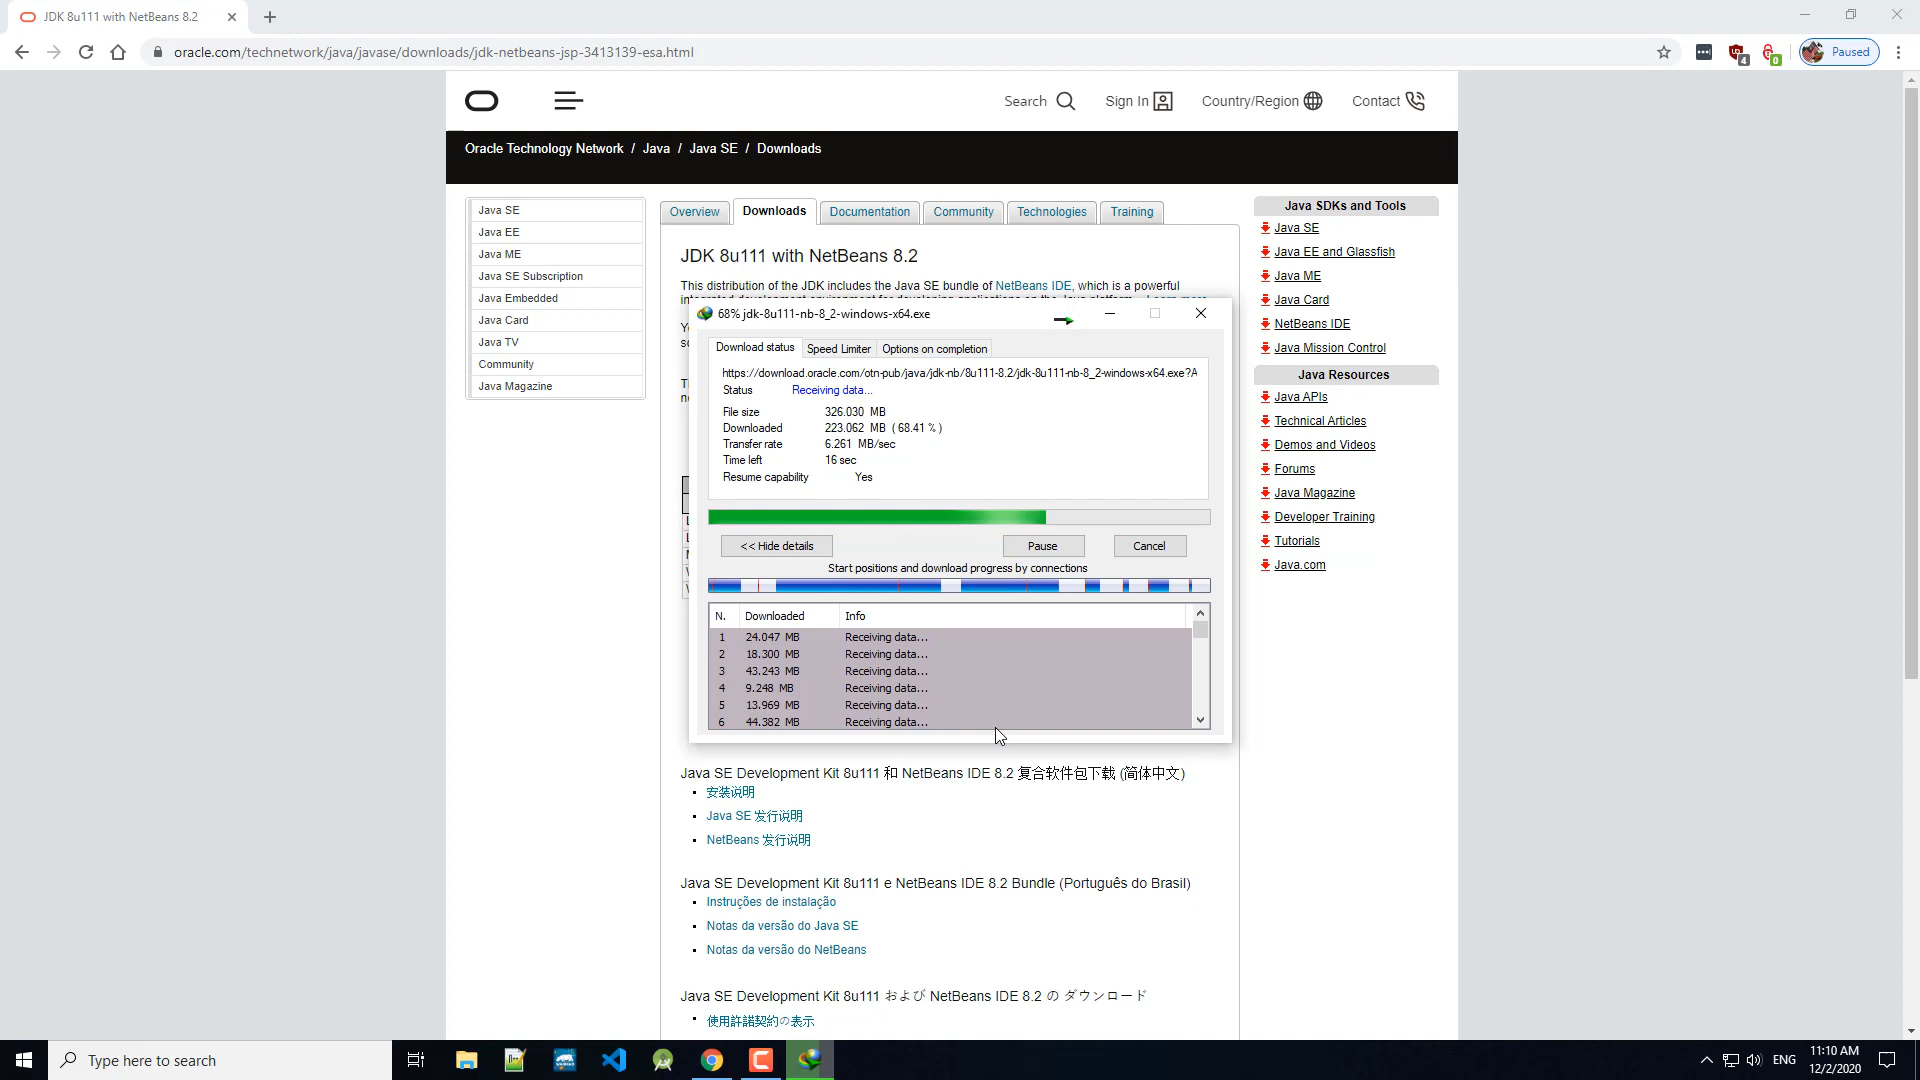 JDK 8u111 with NetBeans 8.2
oracle.com/technetwork/java/javase/downloads/jdk-netbeans-jsp-3413139-esa.html
4
0
Paused
Search
Sign In
Country/Region
Contact
Oracle Technology Network / Java / Java SE / Downloads
Java SE
Java EE
Java ME
Java SE Subscription
Java Embedded
Java Card
Java TV
Community
Java Magazine
Overview
Downloads
Documentation
Community
Technologies
Training
JDK 8u111 with NetBeans 8.2
This distribution of the JDK includes the Java SE bundle of NetBeans IDE, which is a powerful
68% jdk-8u111-nb-8_2-windows-x64.exe
Download status
Speed Limiter
Options on completion
https://download.oracle.com/otn-pub/java/jdk-nb/8u111-8.2/jdk-8u111-nb-8_2-windows-x64.exe?A
Status Receiving data...
File size 326.030 MB
Downloaded 223.062 MB ( 68.41 % )
Transfer rate 6.261 MB/sec
Time left 16 sec
Resume capability Yes
<< Hide details
Pause
Cancel
Start positions and download progress by connections
N. Downloaded Info
1 24.047 MB Receiving data...
2 18.300 MB Receiving data...
3 43.243 MB Receiving data...
4 9.248 MB Receiving data...
5 13.969 MB Receiving data...
6 44.382 MB Receiving data...
Java SE Development Kit 8u111 和 NetBeans IDE 8.2 复合软件包下载 (简体中文)
安装说明
Java SE 发行说明
NetBeans 发行说明
Java SE Development Kit 8u111 e NetBeans IDE 8.2 Bundle (Português do Brasil)
Instruções de instalação
Notas da versão do Java SE
Notas da versão do NetBeans
Java SE Development Kit 8u111 および NetBeans IDE 8.2 の ダウンロード
使用許諾契約の表示
Java SDKs and Tools
Java SE
Java EE and Glassfish
Java ME
Java Card
NetBeans IDE
Java Mission Control
Java Resources
Java APIs
Technical Articles
Demos and Videos
Forums
Java Magazine
Developer Training
Tutorials
Java.com
Type here to search
ENG
11:10 AM
12/2/2020